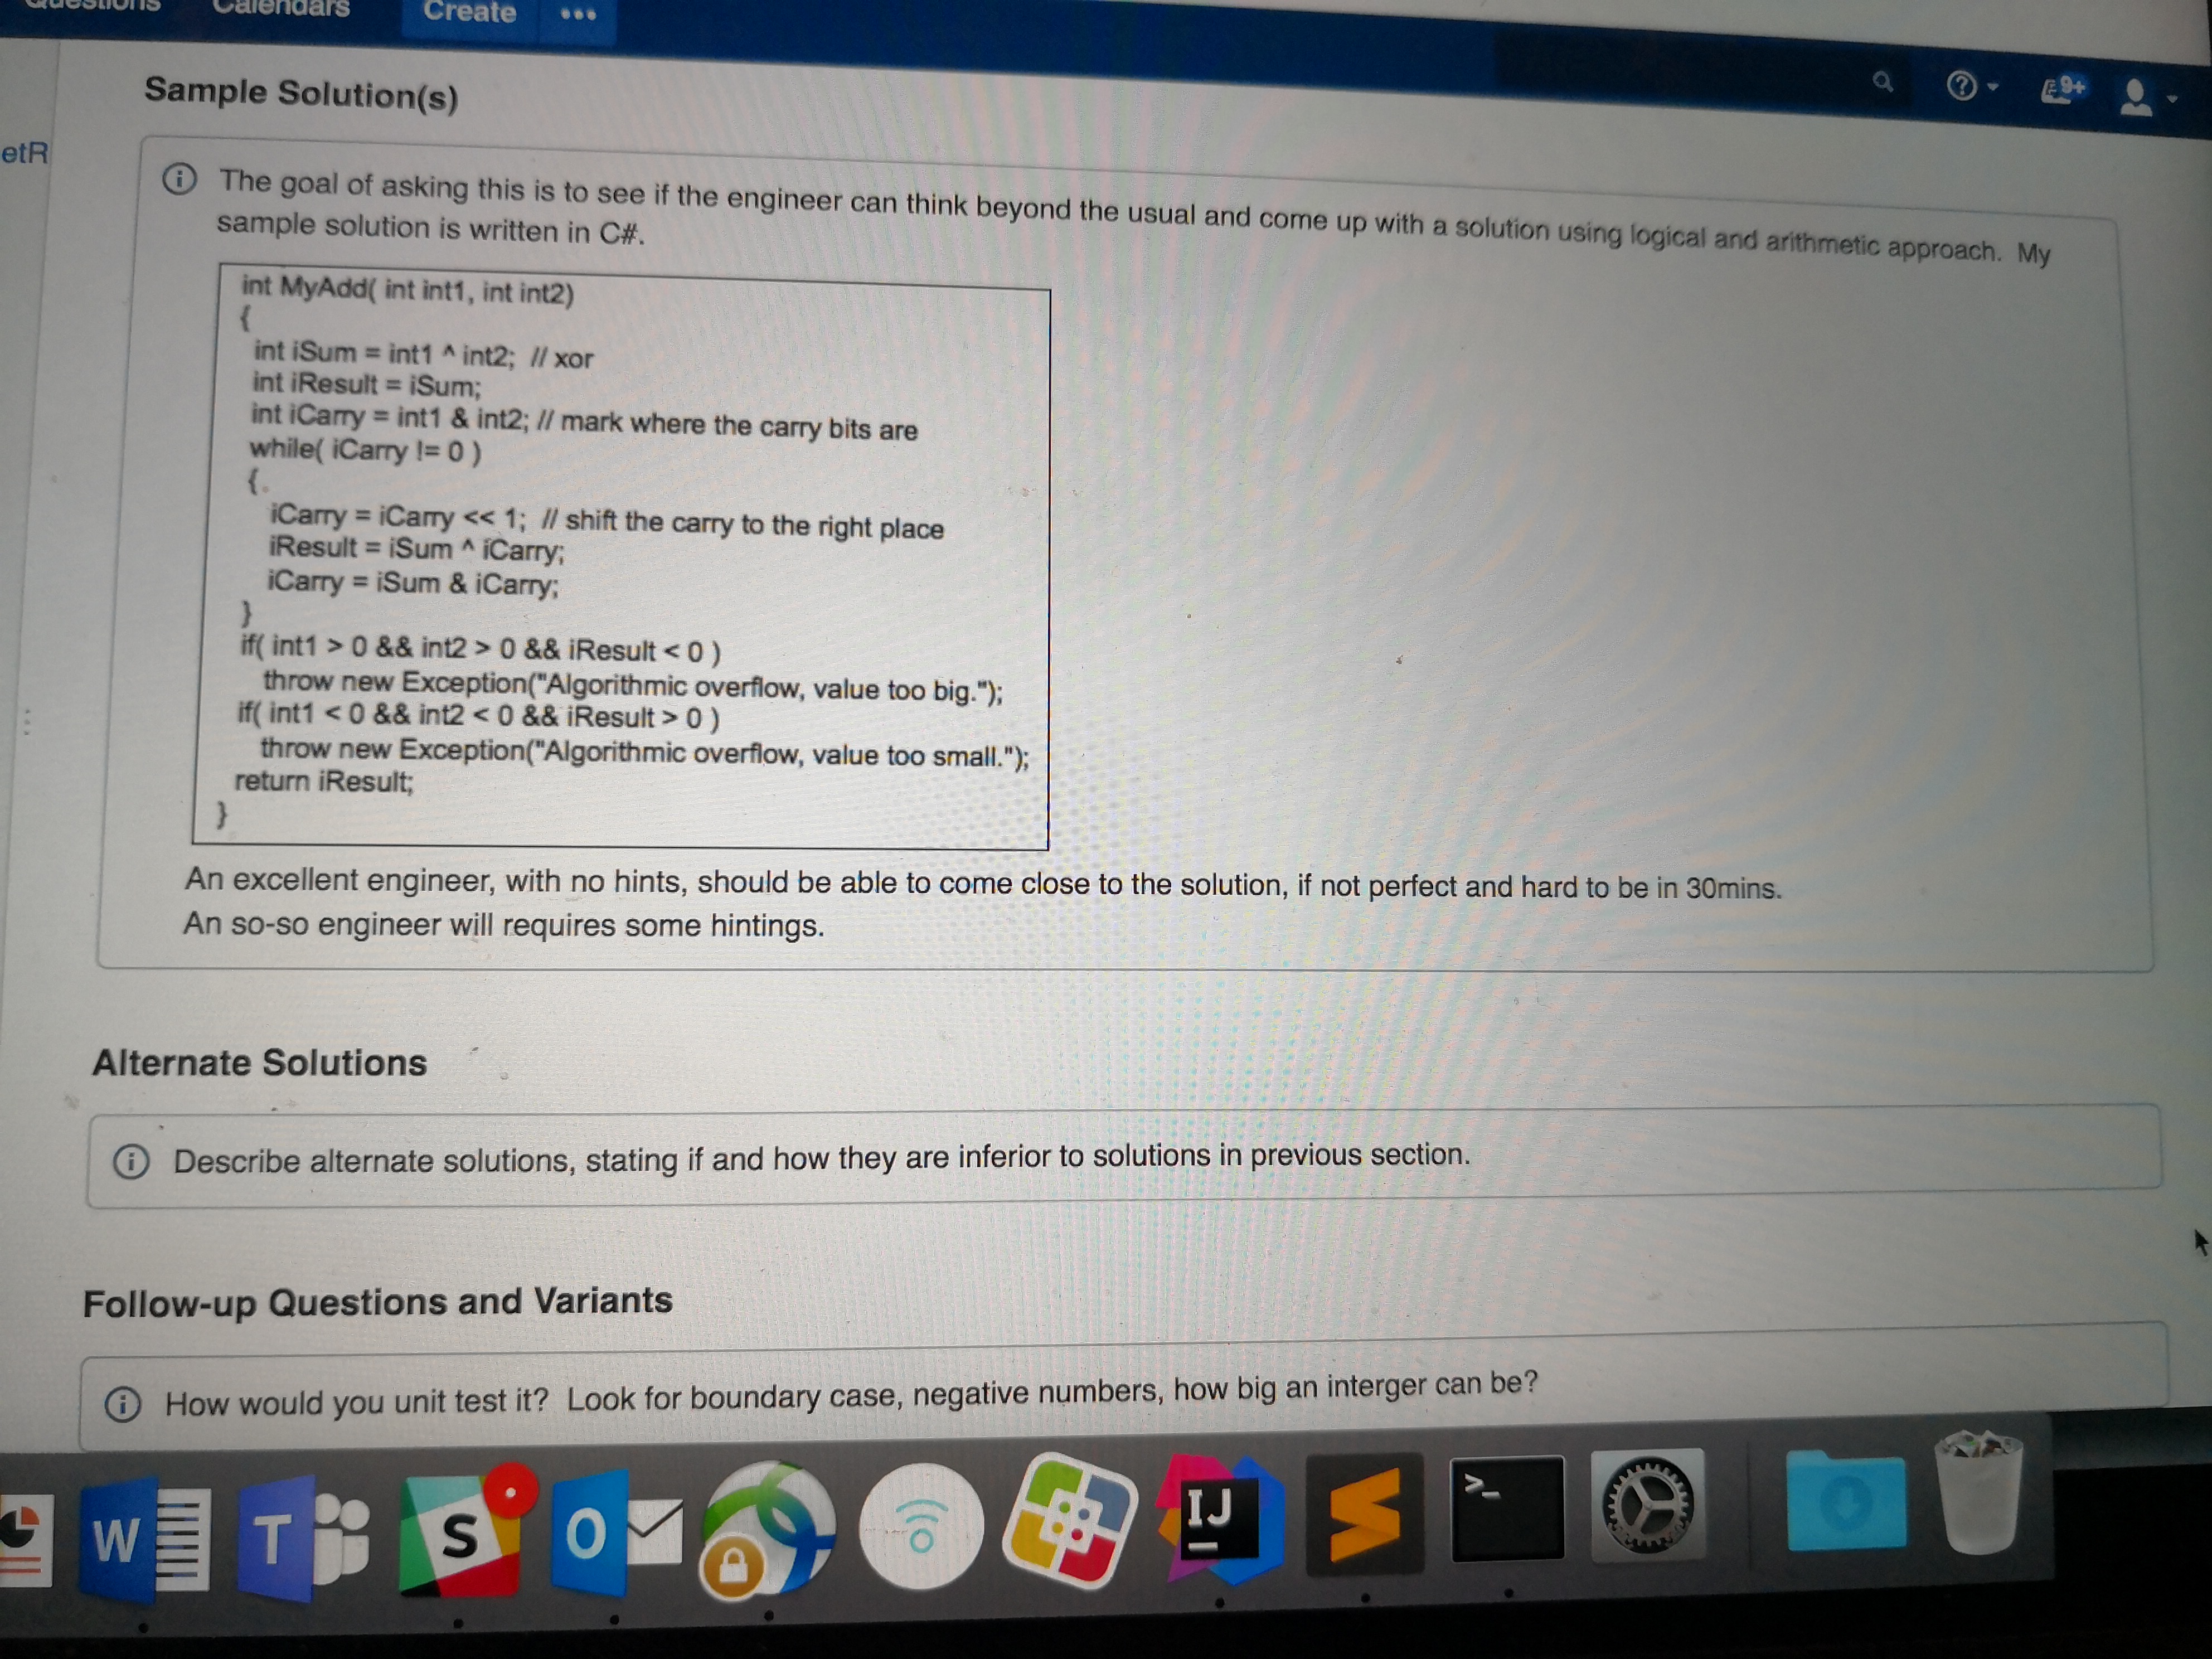 Questions Calendars Create
9+
etR
Sample Solution(s)
The goal of asking this is to see if the engineer can think beyond the usual and come up with a solution using logical and arithmetic approach. My
sample solution is written in C#.
int MyAdd( int int1, int int2)
{
int iSum = int1 ^ int2; // xor
int iResult = iSum;
int iCarry = int1 & int2; // mark where the carry bits are
while( iCarry != 0 )
{
iCarry = iCarry << 1; // shift the carry to the right place
iResult = iSum ^ iCarry;
iCarry = iSum & iCarry;
}
if( int1 > 0 && int2 > 0 && iResult < 0 )
throw new Exception("Algorithmic overflow, value too big.");
if( int1 < 0 && int2 < 0 && iResult > 0 )
throw new Exception("Algorithmic overflow, value too small.");
return iResult;
}
An excellent engineer, with no hints, should be able to come close to the solution, if not perfect and hard to be in 30mins.
An so-so engineer will requires some hintings.
Alternate Solutions
Describe alternate solutions, stating if and how they are inferior to solutions in previous section.
Follow-up Questions and Variants
How would you unit test it? Look for boundary case, negative numbers, how big an interger can be?
W T S O IJ >_